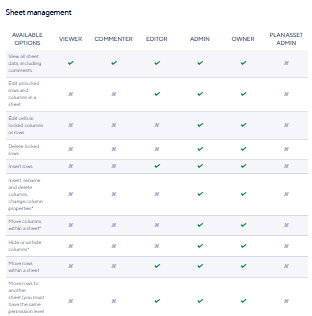 Sheet management
AVAILABLE
OPTIONS
VIEWER
COMMENTER
EDITOR
ADMIN
OWNER
PLAN ASSET
ADMIN
View all sheet
data, including
comments
Edit unlocked
rows and
columns in a
sheet
Edit cells in
locked columns
or rows
Delete locked
rows
Insert rows
Insert, rename
and delete
columns,
change column
properties*
Move columns
within a sheet*
Hide or unhide
columns*
Move rows
within a sheet
Move rows to
another
sheet (you must
have the same
permission level